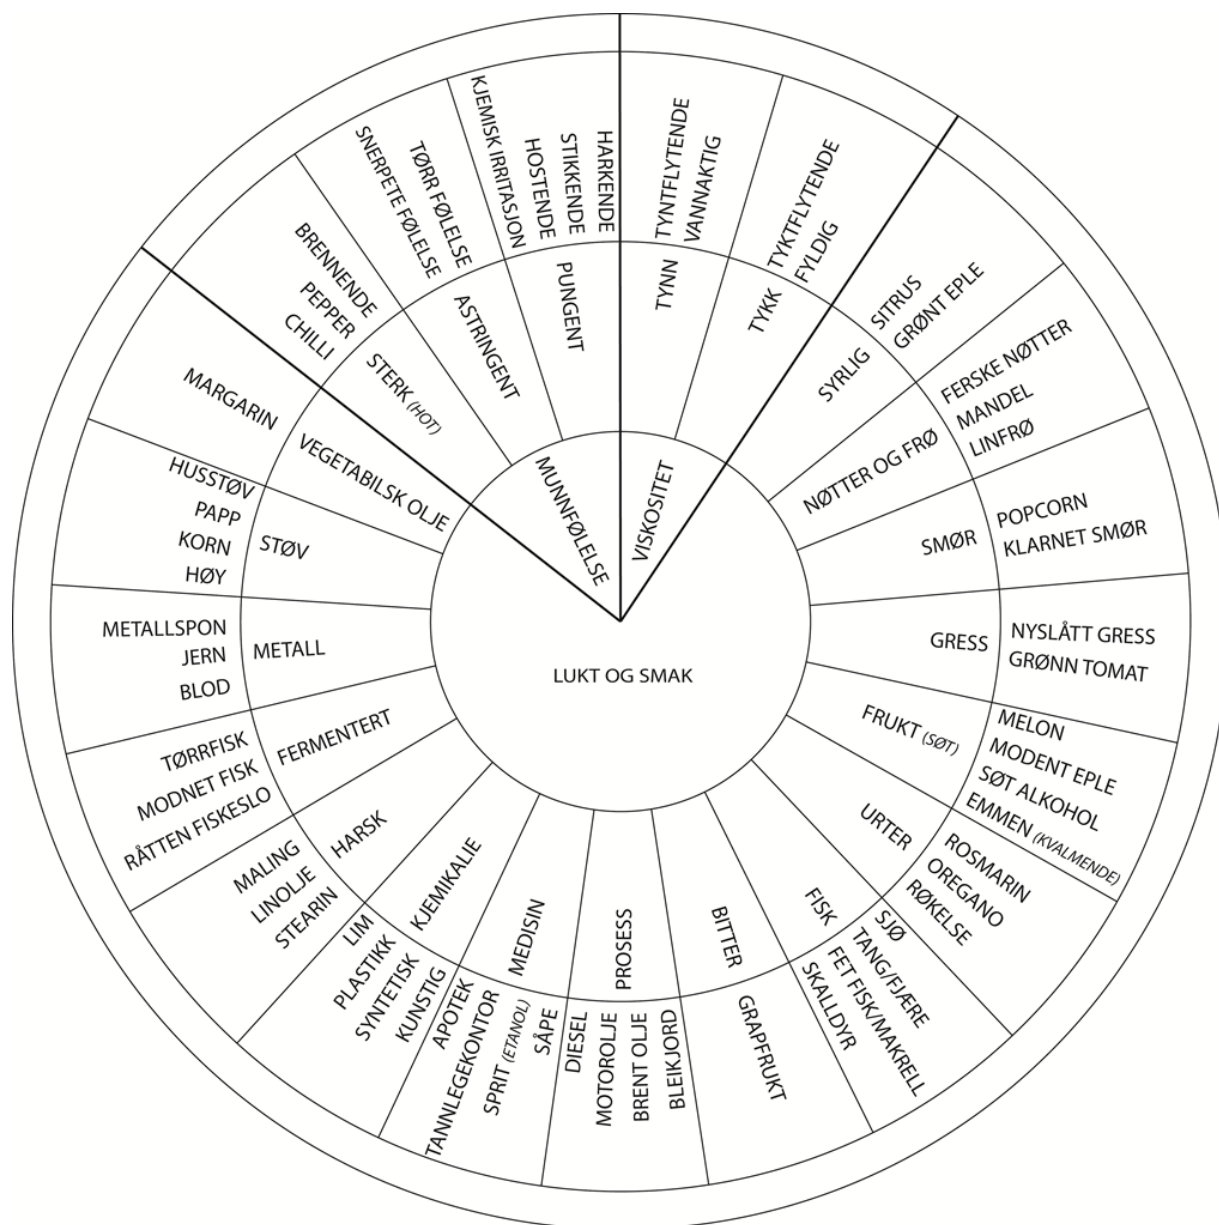 LUKT OG SMAK
MUNNFØLELSE
VISKOSITET
TYNN
TYNTFLYTENDE
VANNAKTIG
TYKK
TYKTFLYTENDE
FYLDIG
SYRLIG
SITRUS
GRØNT EPLE
NØTTER OG FRØ
FERSKE NØTTER
MANDEL
LINFRØ
SMØR
POPCORN
KLARNET SMØR
GRESS
NYSLÅTT GRESS
GRØNN TOMAT
FRUKT (SØT)
MELON
MODENT EPLE
SØT ALKOHOL
EMMEN (KVALMENDE)
URTER
ROSMARIN
OREGANO
RØKELSE
FISK
SJØ
TANG/FJÆRE
FET FISK/MAKRELL
SKALLDYR
BITTER
GRAPFRUKT
PROSESS
DIESEL
MOTOROLJE
BRENT OLJE
BLEIKJORD
MEDISIN
APOTEK
TANNLEGEKONTOR
SPRIT (ETANOL)
SÅPE
KJEMIKALIE
LIM
PLASTIKK
SYNTETISK
KUNSTIG
HARSK
MALING
LINOLJE
STEARIN
FERMENTERT
TØRRFISK
MODNET FISK
RÅTTEN FISKESLO
METALL
METALLSPON
JERN
BLOD
STØV
HUSSTØV
PAPP
KORN
HØY
VEGETABILSK OLJE
MARGARIN
STERK (HOT)
BRENNENDE
PEPPER
CHILLI
ASTRINGENT
SNERPETE FØLELSE
TØRR FØLELSE
PUNGENT
KJEMISK IRRITASJON
HOSTENDE
STIKKENDE
HARKENDE